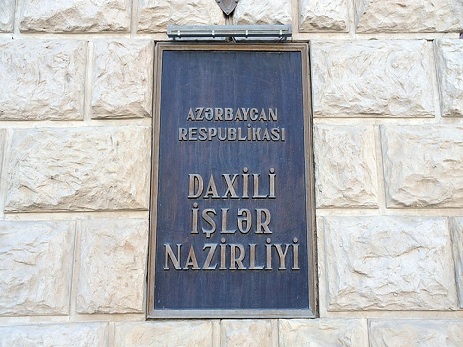 AZƏRBAYCAN
RESPUBLİKASI
DAXİLİ
İŞLƏR
NAZİRLİYİ